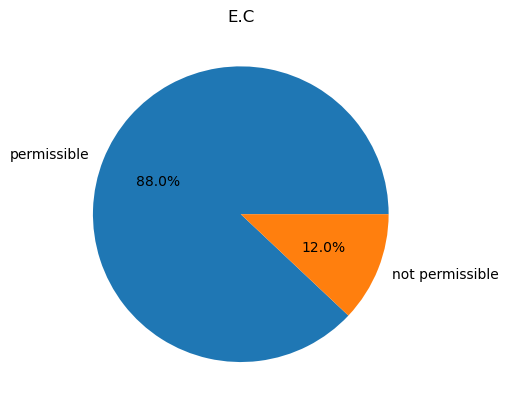 E.C
permissible
88.0%
12.0%
not permissible